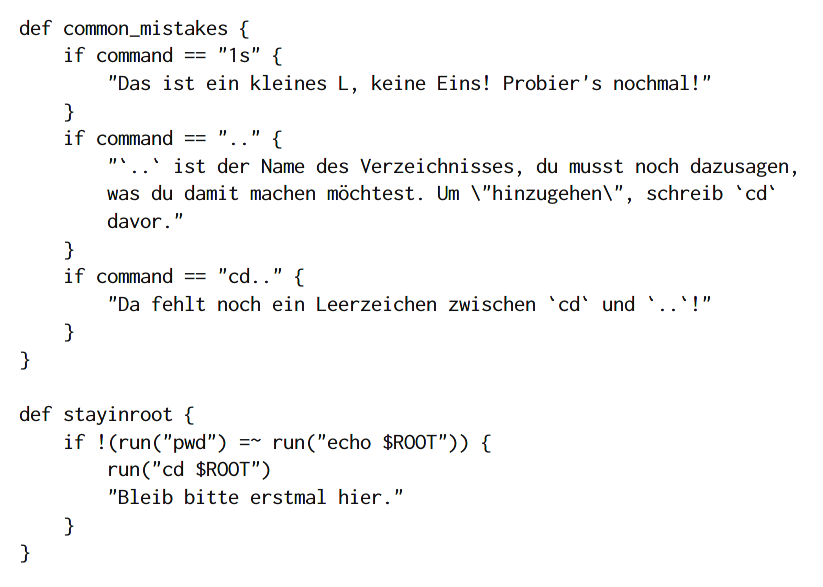 def common_mistakes {
    if command == "1s" {
        "Das ist ein kleines L, keine Eins! Probier's nochmal!"
    }
    if command == ".." {
        "`..` ist der Name des Verzeichnisses, du musst noch dazusagen,
        was du damit machen möchtest. Um \"hinzugehen\", schreib `cd`
        davor."
    }
    if command == "cd.." {
        "Da fehlt noch ein Leerzeichen zwischen `cd` und `..`!"
    }
}

def stayinroot {
    if !(run("pwd") =~ run("echo $ROOT")) {
        run("cd $ROOT")
        "Bleib bitte erstmal hier."
    }
}